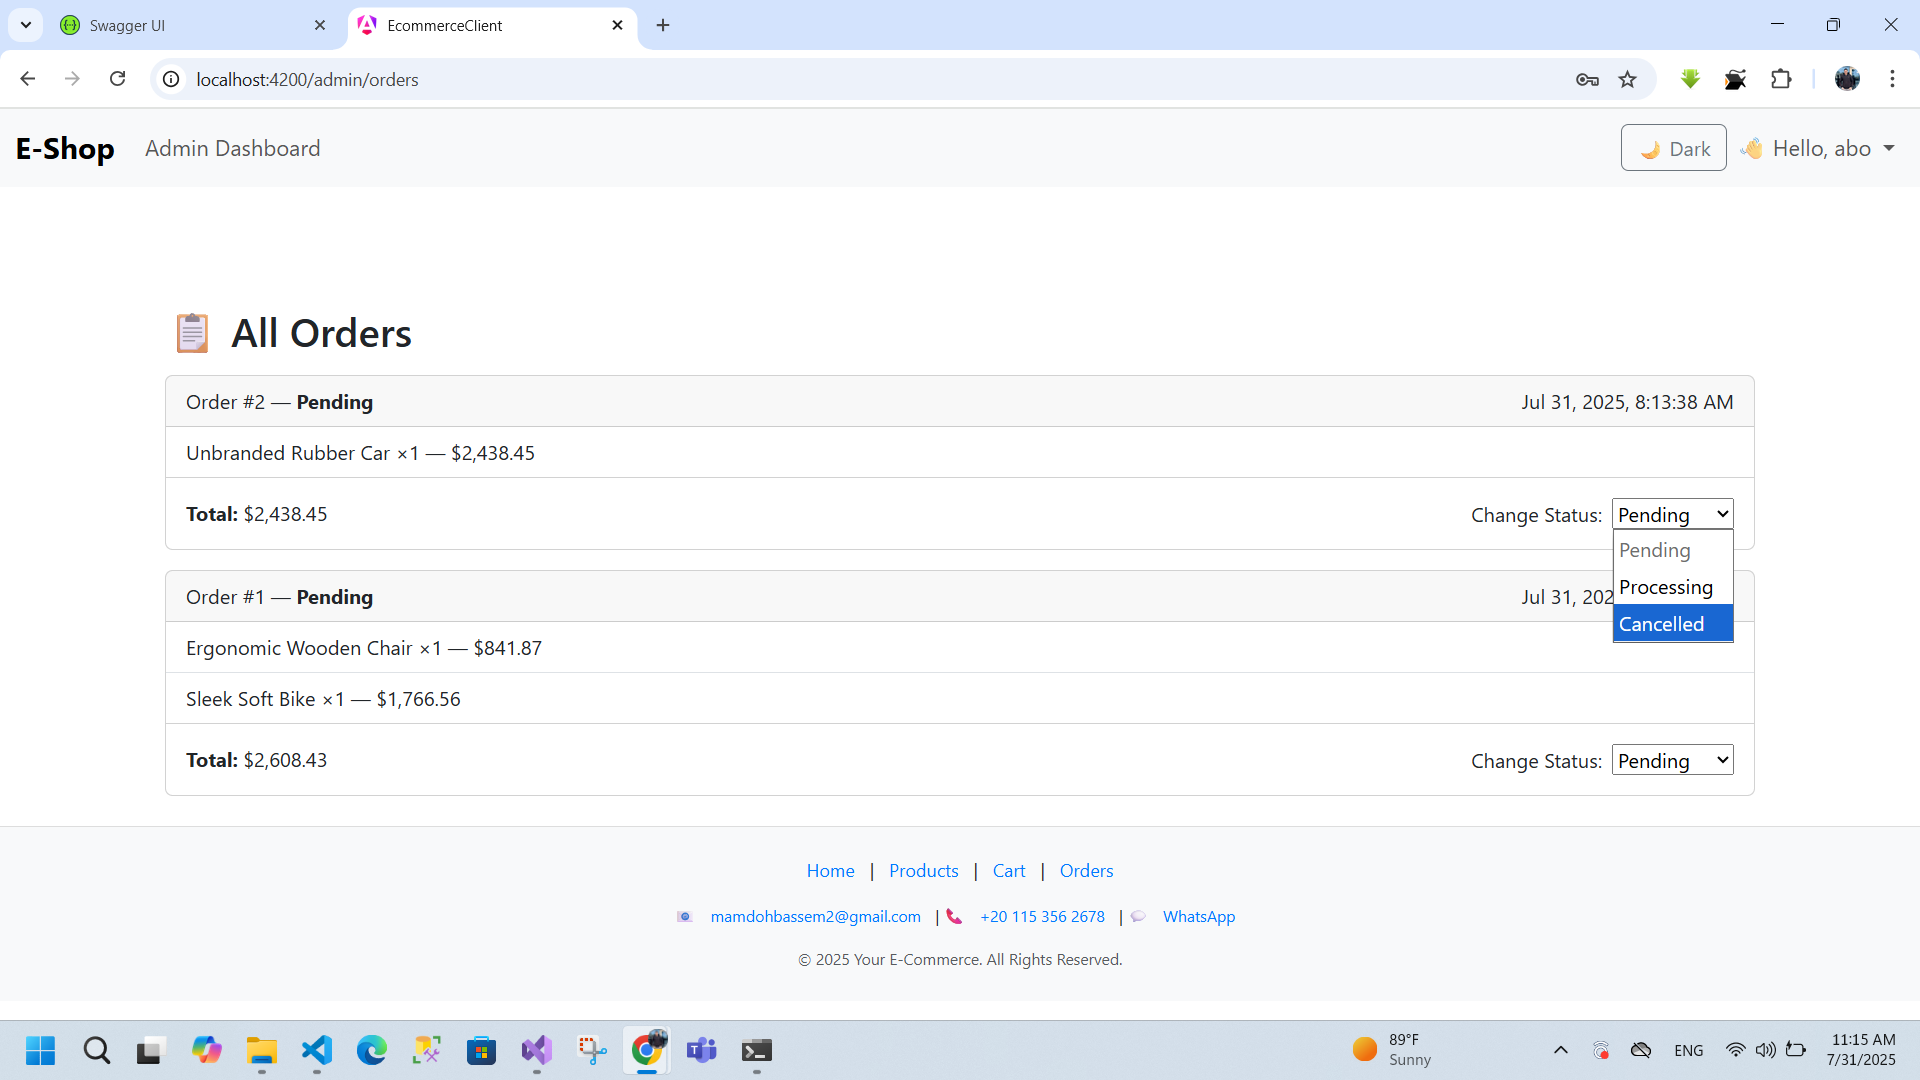 Swagger UI
EcommerceClient
localhost:4200/admin/orders
E-Shop
Admin Dashboard
Dark
Hello, abo
All Orders
Order #2 — Pending
Jul 31, 2025, 8:13:38 AM
Unbranded Rubber Car ×1 — $2,438.45
Total: $2,438.45
Change Status:
Pending
Pending
Processing
Cancelled
Order #1 — Pending
Jul 31, 202
Ergonomic Wooden Chair ×1 — $841.87
Sleek Soft Bike ×1 — $1,766.56
Total: $2,608.43
Change Status:
Pending
Home | Products | Cart | Orders
mamdohbassem2@gmail.com | +20 115 356 2678 | WhatsApp
© 2025 Your E-Commerce. All Rights Reserved.
89°F
Sunny
ENG
11:15 AM
7/31/2025